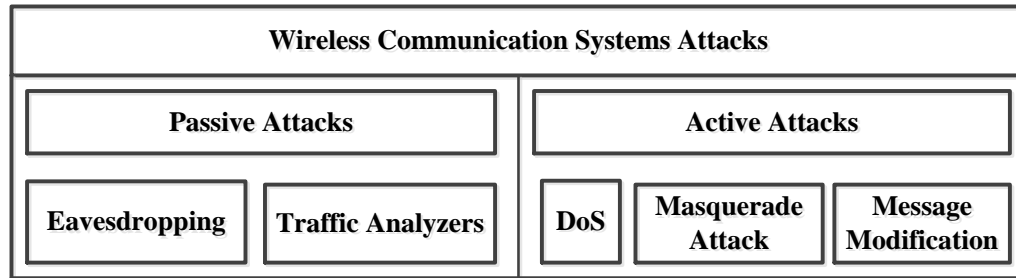 Wireless Communication Systems Attacks
Passive Attacks
Active Attacks
Eavesdropping
Traffic Analyzers
DoS
Masquerade
Attack
Message
Modification